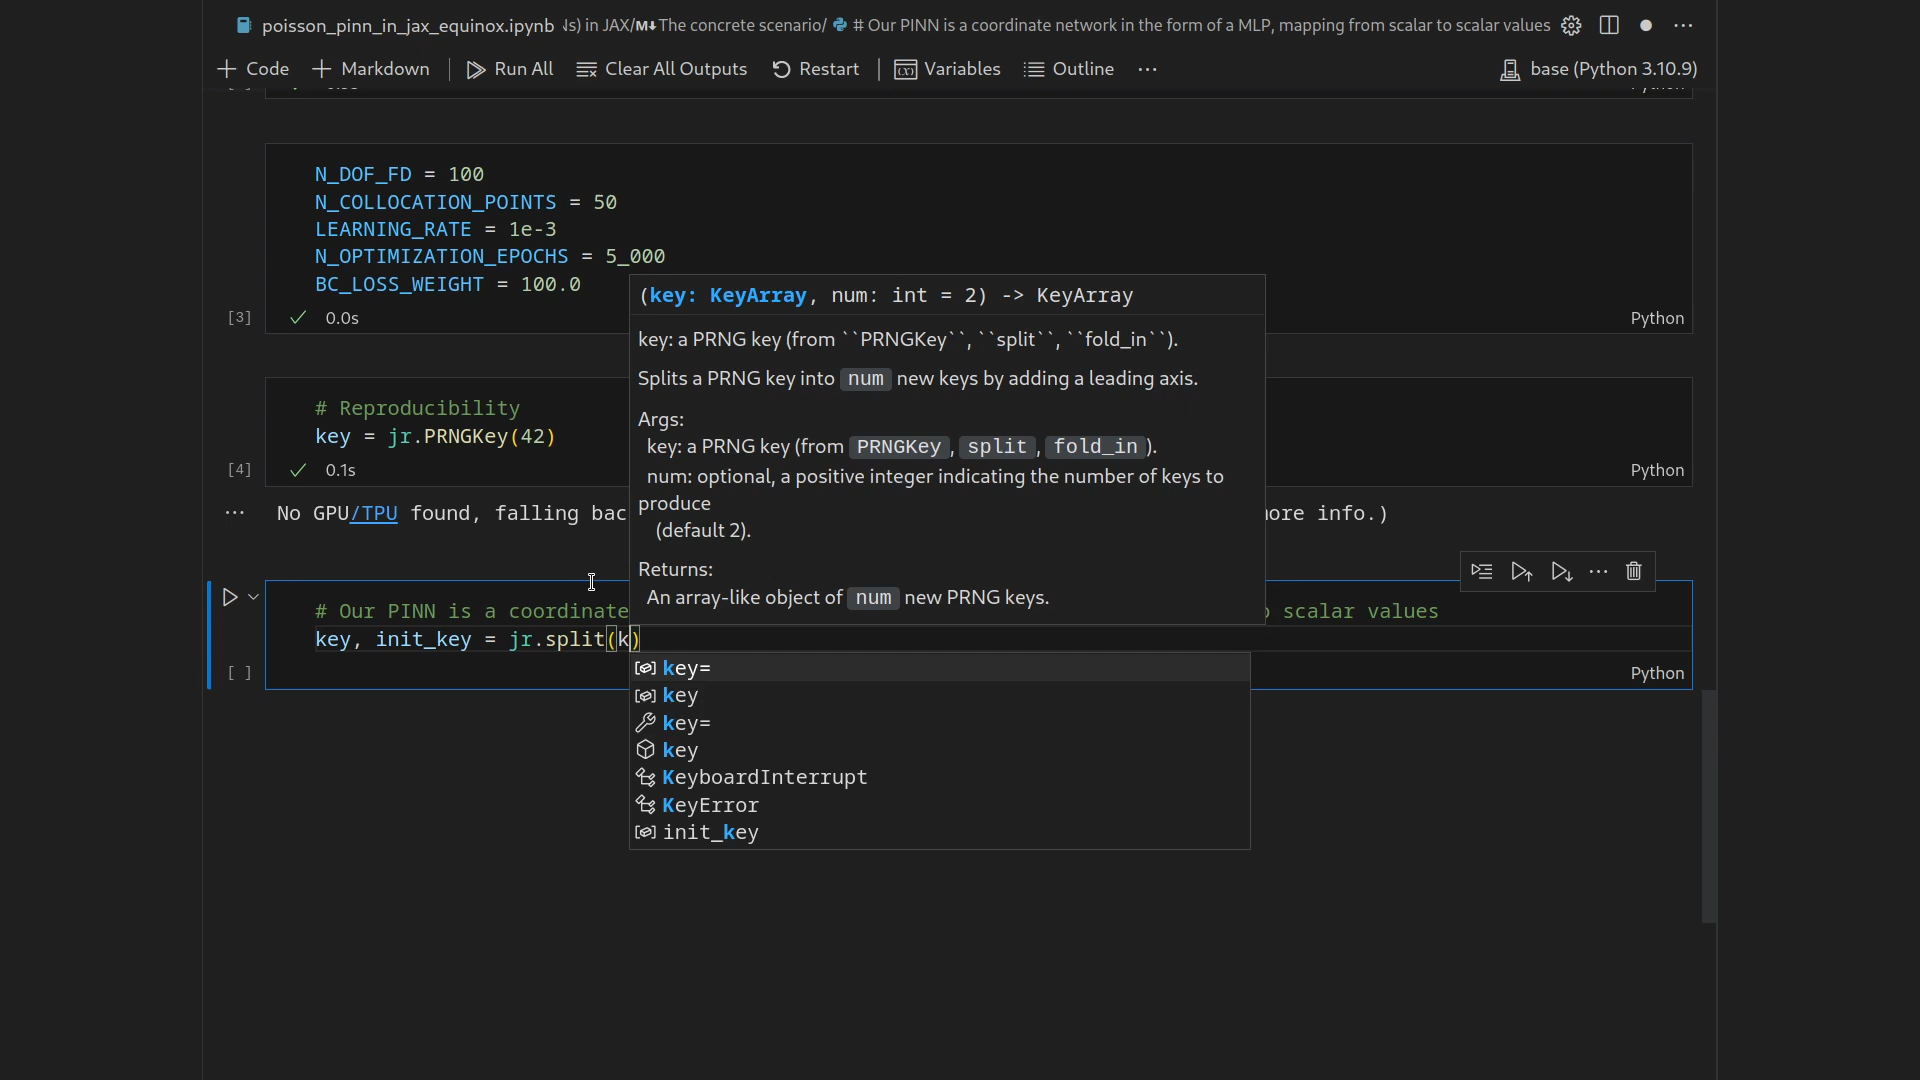 poisson_pinn_in_jax_equinox.ipynb in JAX/M↓The concrete scenario/ # Our PINN is a coordinate network in the form of a MLP, mapping from scalar to scalar values
Code Markdown Run All Clear All Outputs Restart Variables Outline ... base (Python 3.10.9)
N_DOF_FD = 100
N_COLLOCATION_POINTS = 50
LEARNING_RATE = 1e-3
N_OPTIMIZATION_EPOCHS = 5_000
BC_LOSS_WEIGHT = 100.0
[3] ✓ 0.0s Python
# Reproducibility
key = jr.PRNGKey(42)
[4] ✓ 0.1s Python
... No GPU/TPU found, falling bac
ore info.)
(key: KeyArray, num: int = 2) -> KeyArray
key: a PRNG key (from ``PRNGKey``, ``split``, ``fold_in``).
Splits a PRNG key into num new keys by adding a leading axis.
Args:
key: a PRNG key (from PRNGKey, split, fold_in).
num: optional, a positive integer indicating the number of keys to
produce
(default 2).
Returns:
An array-like object of num new PRNG keys.
# Our PINN is a coordinate
scalar values
key, init_key = jr.split(k)
[ ] Python
key=
key
key=
key
KeyboardInterrupt
KeyError
init_key